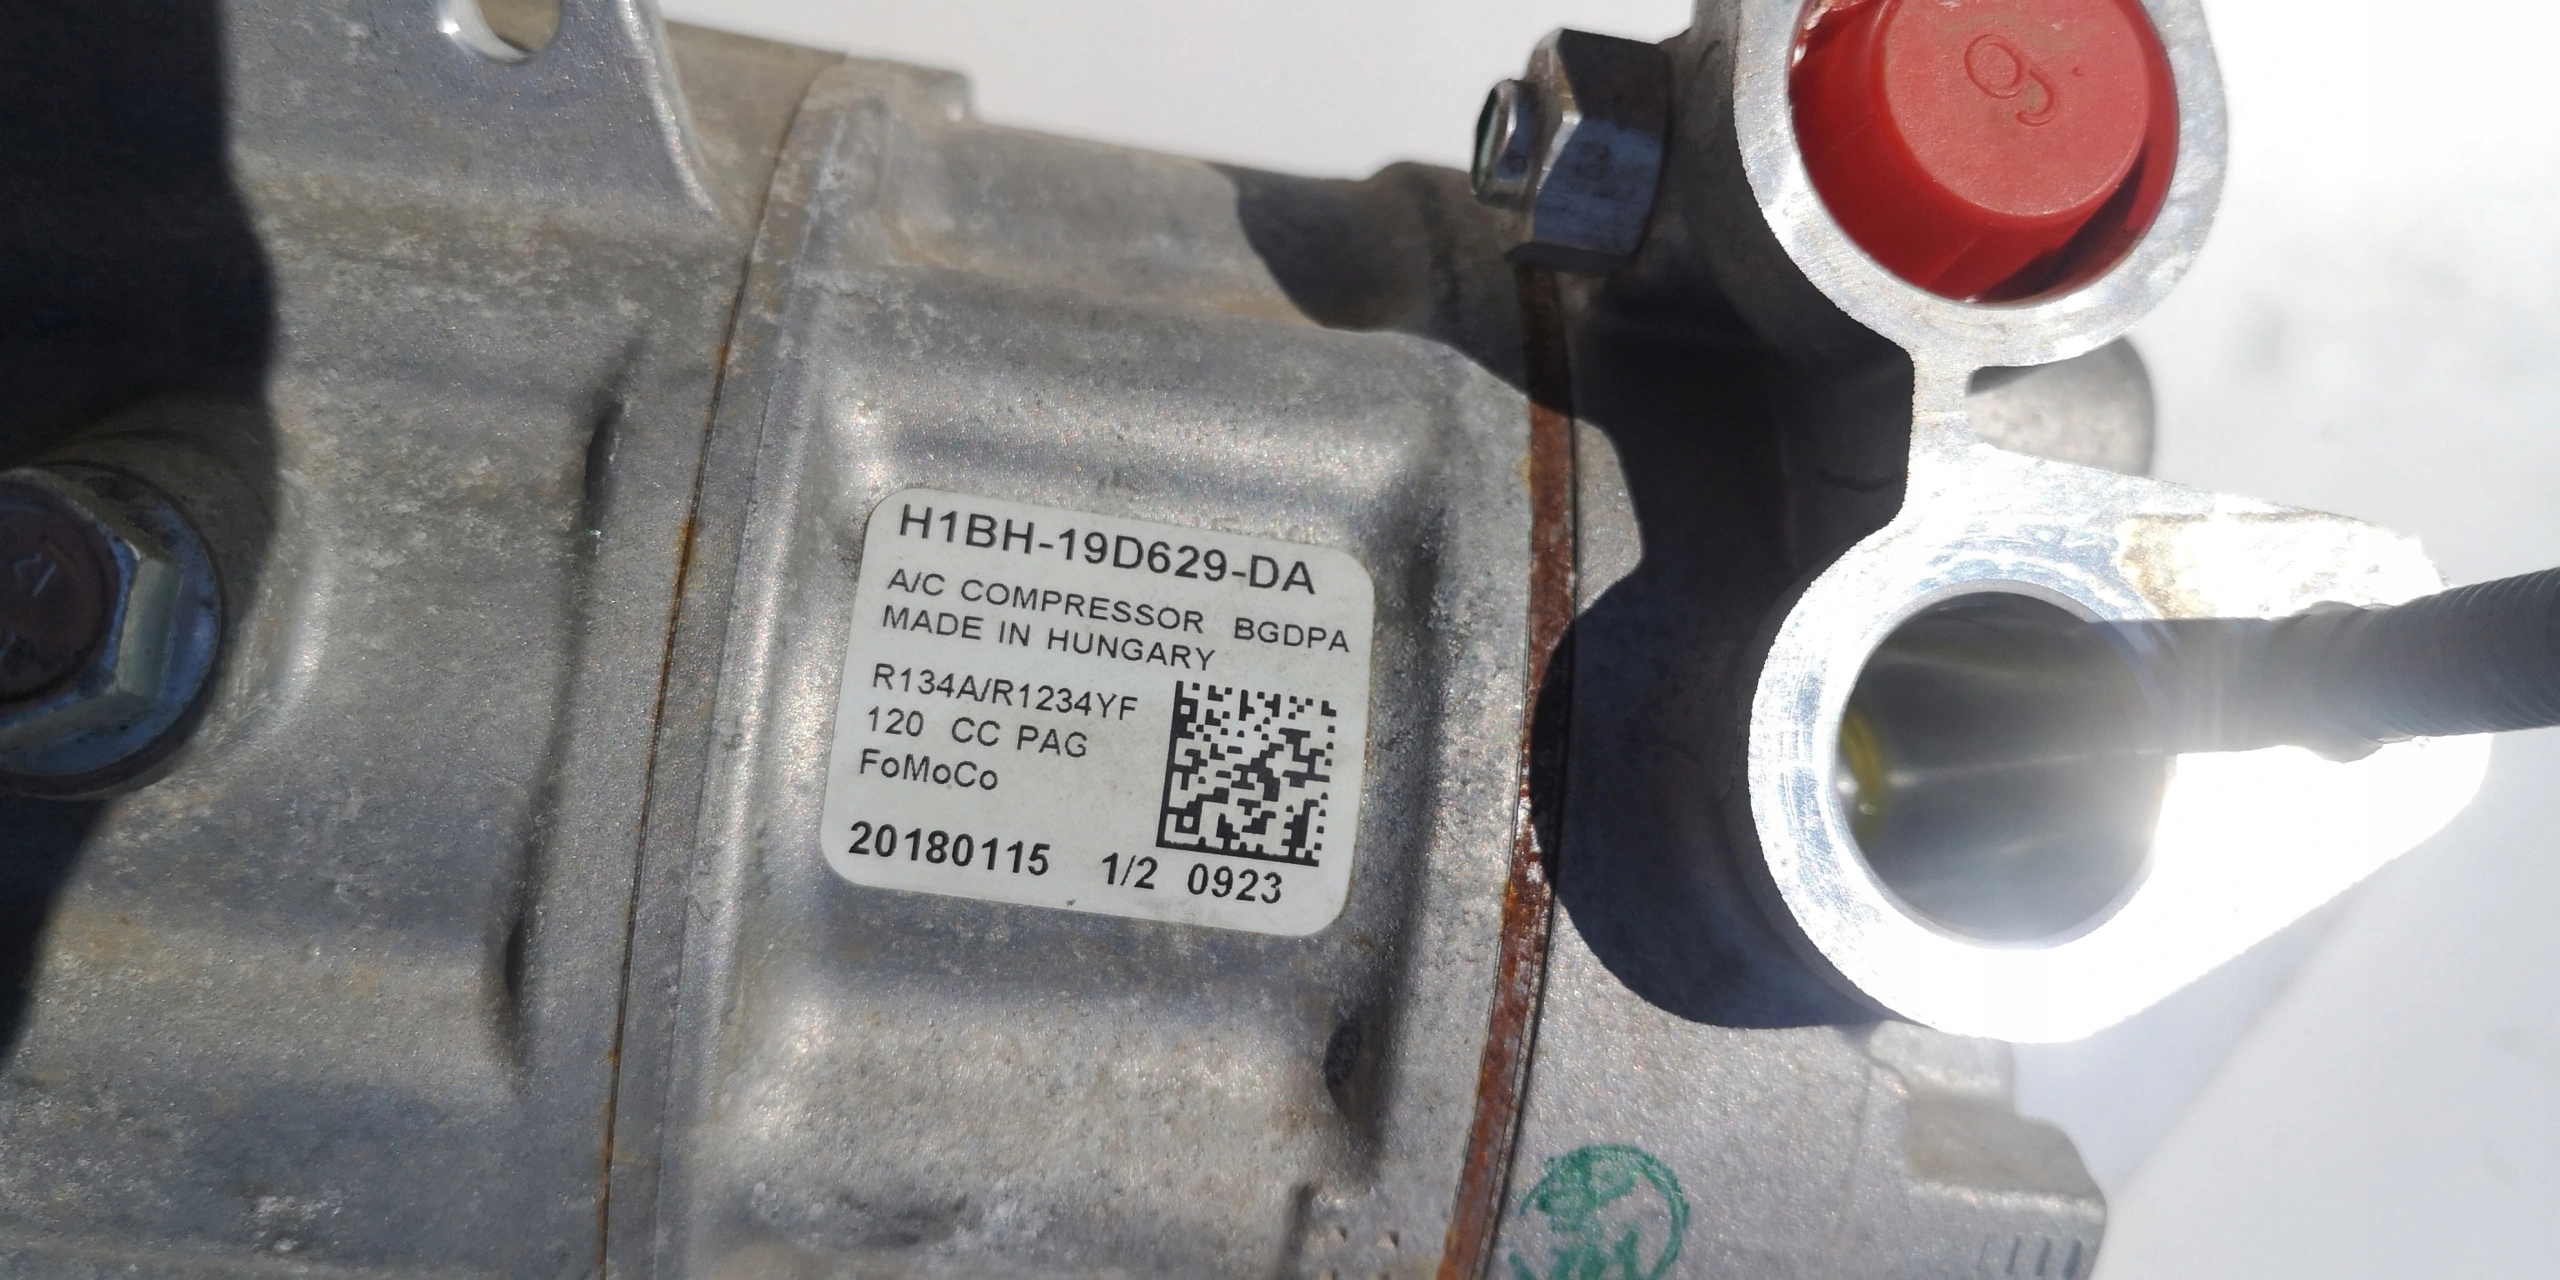 H1BH-19D629-DA
A/C COMPRESSOR BGDPA
MADE IN HUNGARY
R134A/R1234YF
120 CC PAG
FoMoCo
20180115 1/2 0923